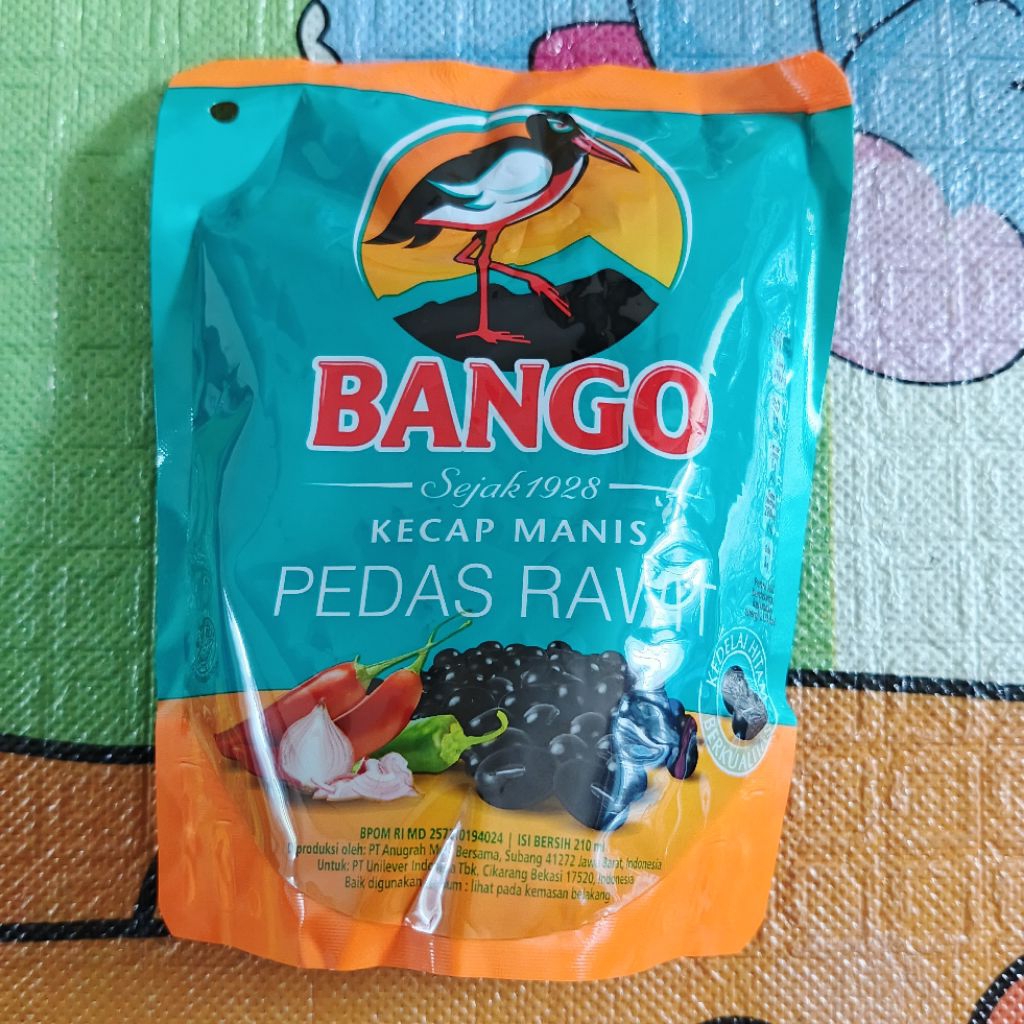 BANGO
Sejak 1928
KECAP MANIS
PEDAS RAWIT
KEDELAI HITAM
BERKUALITAS
BPOM RI MD 0194024 | ISI BERSIH 210 ml
Diproduksi oleh: PT Anugrah Bersama, Subang 41272 Jawa Barat, Indonesia
Untuk: PT Unilever Indonesia Tbk, Cikarang Bekasi 17520, Indonesia
Baik digunakan : lihat pada kemasan belakang